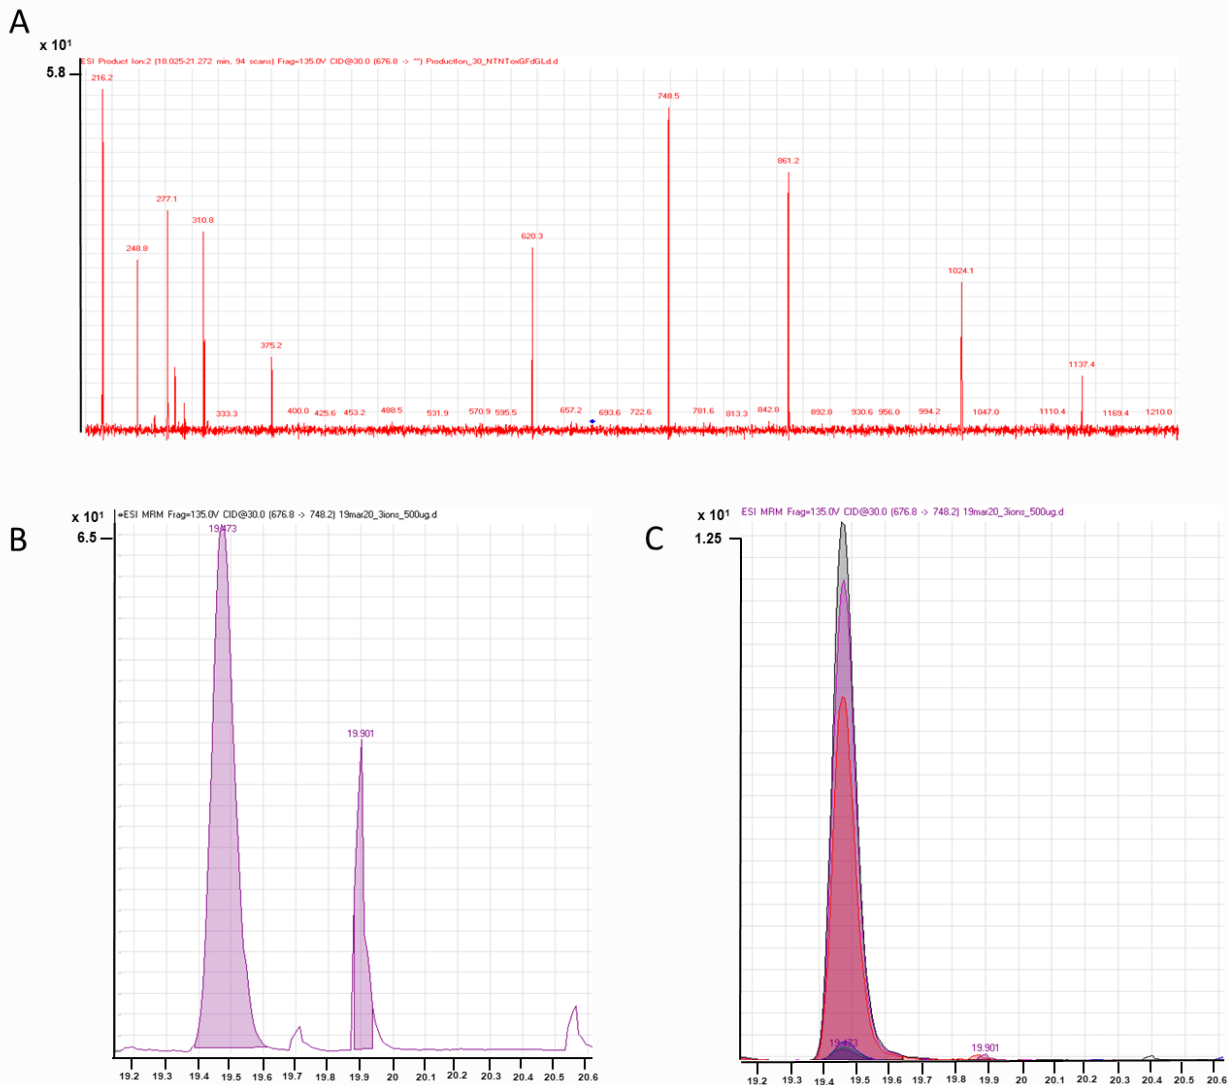 A
x 10¹
5.8
ESI Product Ion:2 (18.025-21.272 min, 94 scans) Frag=135.0V CID@30.0 (676.8 -> "") ProductIon_30_NTNToxGFdGLd.d
216.2
748.5
861.2
277.1
310.8
248.8
620.3
1024.1
375.2
1137.4
333.3 400.0 425.6 453.2 488.5 531.9 570.9 595.5 657.2 693.6 722.6 781.6 813.3 842.8 892.0 930.6 956.0 994.2 1047.0 1110.4 1169.4 1210.0
B
x 10¹
+ESI MRM Frag=135.0V CID@30.0 (676.8 -> 748.2) 19mar20_3ions_500ug.d
6.5
19.473
19.901
19.2 19.3 19.4 19.5 19.6 19.7 19.8 19.9 20 20.1 20.2 20.3 20.4 20.5 20.6
C
x 10¹
ESI MRM Frag=135.0V CID@30.0 (676.8 -> 748.2) 19mar20_3ions_500ug.d
1.25
19.473
19.901
19.2 19.3 19.4 19.5 19.6 19.7 19.8 19.9 20 20.1 20.2 20.3 20.4 20.5 20.6